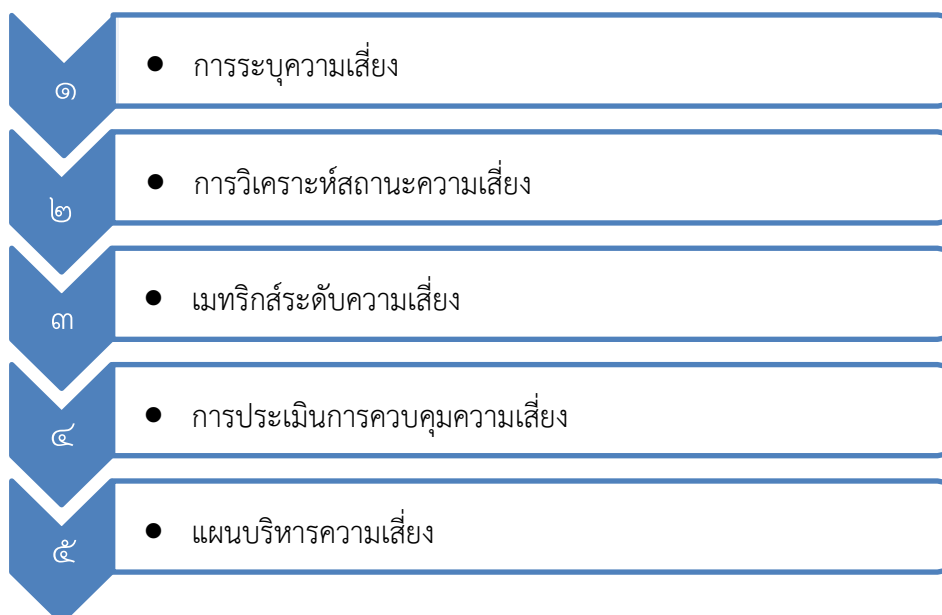 ๑
• การระบุความเสี่ยง
๒
• การวิเคราะห์สถานะความเสี่ยง
๓
• เมทริกส์ระดับความเสี่ยง
๔
• การประเมินการควบคุมความเสี่ยง
๕
• แผนบริหารความเสี่ยง